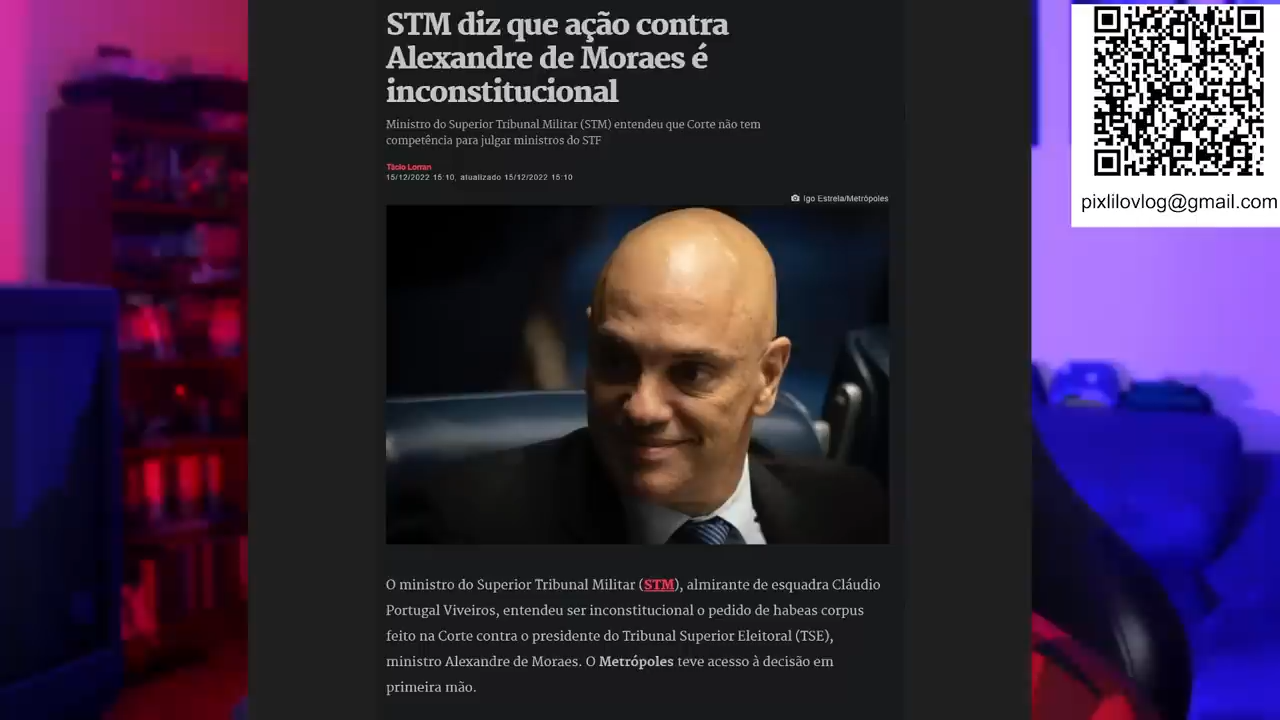 STM diz que ação contra
Alexandre de Moraes é
inconstitucional
Ministro do Superior Tribunal Militar (STM) entendeu que Corte não tem
competência para julgar ministros do STF
Tácio Lorran
15/12/2022 15:10, atualizado 15/12/2022 15:10
Igo Estrela/Metrópoles
pixlilovlog@gmail.com
O ministro do Superior Tribunal Militar (STM), almirante de esquadra Cláudio
Portugal Viveiros, entendeu ser inconstitucional o pedido de habeas corpus
feito na Corte contra o presidente do Tribunal Superior Eleitoral (TSE),
ministro Alexandre de Moraes. O Metrópoles teve acesso à decisão em
primeira mão.